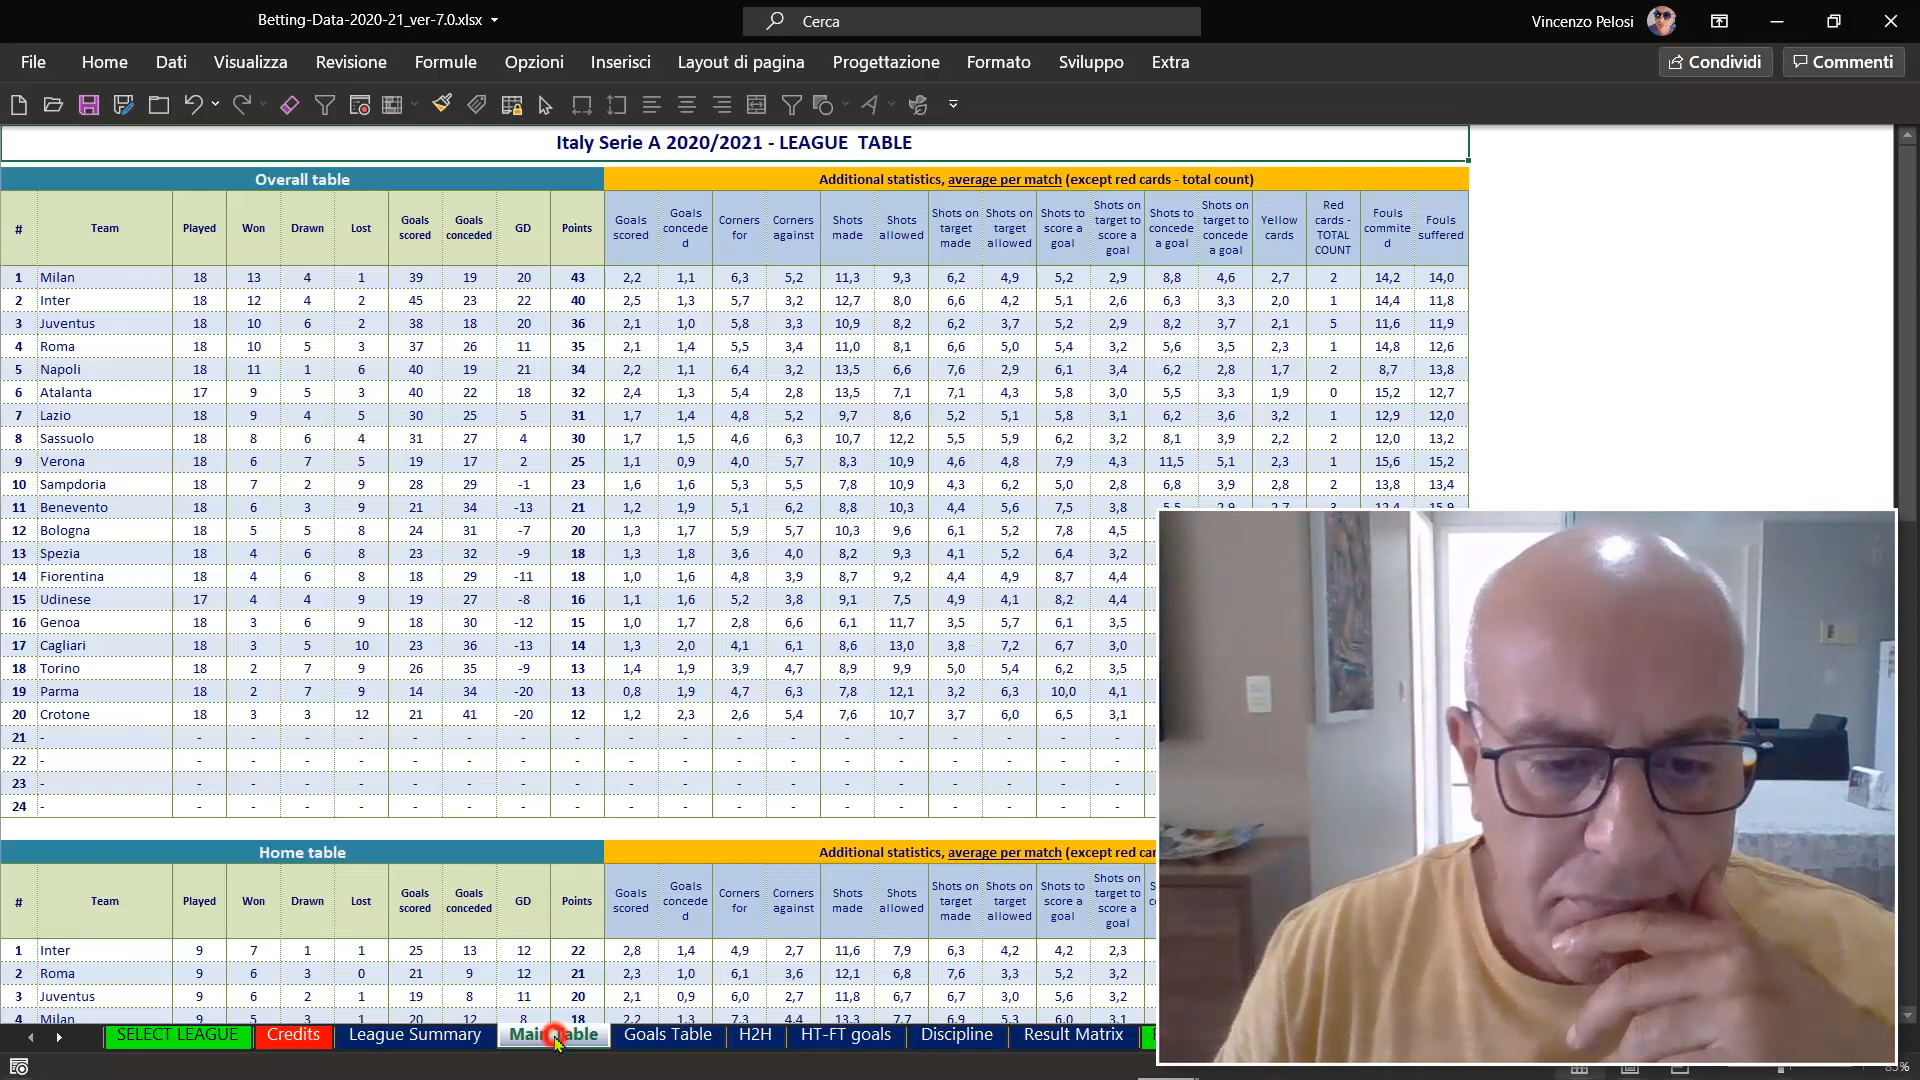 Betting-Data-2020-21_ver-7.0.xlsx
Cerca
Vincenzo Pelosi
File Home Dati Visualizza Revisione Formule Opzioni Inserisci Layout di pagina Progettazione Formato Sviluppo Extra Condividi Commenti
Italy Serie A 2020/2021 - LEAGUE TABLE
Overall table Additional statistics, average per match (except red cards - total count)
# Team Played Won Drawn Lost Goals scored Goals conceded GD Points Goals scored Goals concede d Corners for Corners against Shots made Shots allowed Shots on target made Shots on target allowed Shots to score a goal Shots on target to score a goal Shots to concede a goal Shots on target to concede a goal Yellow cards Red cards - TOTAL COUNT Fouls commite d Fouls suffered
1 Milan 18 13 4 1 39 19 20 43 2,2 1,1 6,3 5,2 11,3 9,3 6,2 4,9 5,2 2,9 8,8 4,6 2,7 2 14,2 14,0
2 Inter 18 12 4 2 45 23 22 40 2,5 1,3 5,7 3,2 12,7 8,0 6,6 4,2 5,1 2,6 6,3 3,3 2,0 1 14,4 11,8
3 Juventus 18 10 6 2 38 18 20 36 2,1 1,0 5,8 3,3 10,9 8,2 6,2 3,7 5,2 2,9 8,2 3,7 2,1 5 11,6 11,9
4 Roma 18 10 5 3 37 26 11 35 2,1 1,4 5,5 3,4 11,0 8,1 6,6 5,0 5,4 3,2 5,6 3,5 2,3 1 14,8 12,6
5 Napoli 18 11 1 6 40 19 21 34 2,2 1,1 6,4 3,2 13,5 6,6 7,6 2,9 6,1 3,4 6,2 2,8 1,7 2 8,7 13,8
6 Atalanta 17 9 5 3 40 22 18 32 2,4 1,3 5,4 2,8 13,5 7,1 7,1 4,3 5,8 3,0 5,5 3,3 1,9 0 15,2 12,7
7 Lazio 18 9 4 5 30 25 5 31 1,7 1,4 4,8 5,2 9,7 8,6 5,2 5,1 5,8 3,1 6,2 3,6 3,2 1 12,9 12,0
8 Sassuolo 18 8 6 4 31 27 4 30 1,7 1,5 4,6 6,3 10,7 12,2 5,5 5,9 6,2 3,2 8,1 3,9 2,2 2 12,0 13,2
9 Verona 18 6 7 5 19 17 2 25 1,1 0,9 4,0 5,7 8,3 10,9 4,6 4,8 7,9 4,3 11,5 5,1 2,3 1 15,6 15,2
10 Sampdoria 18 7 2 9 28 29 -1 23 1,6 1,6 5,3 5,5 7,8 10,9 4,3 6,2 5,0 2,8 6,8 3,9 2,8 2 13,8 13,4
11 Benevento 18 6 3 9 21 34 -13 21 1,2 1,9 5,1 6,2 8,8 10,3 4,4 5,6 7,5 3,8
12 Bologna 18 5 5 8 24 31 -7 20 1,3 1,7 5,9 5,7 10,3 9,6 6,1 5,2 7,8 4,5
13 Spezia 18 4 6 8 23 32 -9 18 1,3 1,8 3,6 4,0 8,2 9,3 4,1 5,2 6,4 3,2
14 Fiorentina 18 4 6 8 18 29 -11 18 1,0 1,6 4,8 3,9 8,7 9,2 4,4 4,9 8,7 4,4
15 Udinese 17 4 4 9 19 27 -8 16 1,1 1,6 5,2 3,8 9,1 7,5 4,9 4,1 8,2 4,4
16 Genoa 18 3 6 9 18 30 -12 15 1,0 1,7 2,8 6,6 6,1 11,7 3,5 5,7 6,1 3,5
17 Cagliari 18 3 5 10 23 36 -13 14 1,3 2,0 4,1 6,1 8,6 13,0 3,8 7,2 6,7 3,0
18 Torino 18 2 7 9 26 35 -9 13 1,4 1,9 3,9 4,7 8,9 9,9 5,0 5,4 6,2 3,5
19 Parma 18 2 7 9 14 34 -20 13 0,8 1,9 4,7 6,3 7,8 12,1 3,2 6,3 10,0 4,1
20 Crotone 18 3 3 12 21 41 -20 12 1,2 2,3 2,6 5,4 7,6 10,7 3,7 6,0 6,5 3,1
21 - - - - - - - - - - - - - - - - - - -
22 - - - - - - - - - - - - - - - - - - -
23 - - - - - - - - - - - - - - - - - - -
24 - - - - - - - - - - - - - - - - - - -
Home table Additional statistics, average per match (except red car
# Team Played Won Drawn Lost Goals scored Goals conceded GD Points Goals scored Goals concede d Corners for Corners against Shots made Shots allowed Shots on target made Shots on target allowed Shots to score a goal Shots on target to score a goal
1 Inter 9 7 1 1 25 13 12 22 2,8 1,4 4,9 2,7 11,6 7,9 6,3 4,2 4,2 2,3
2 Roma 9 6 3 0 21 9 12 21 2,3 1,0 6,1 3,6 12,1 6,8 7,6 3,3 5,2 3,2
3 Juventus 9 6 2 1 19 8 11 20 2,1 0,9 6,0 2,7 11,8 6,7 6,7 3,0 5,6 3,2
4 Milan 9 5 3 1 20 12 8 18 2,2 1,3 7,3 4,4 13,3 7,7 6,9 5,3 6,0 3,1
SELECT LEAGUE Credits League Summary Main Table Goals Table H2H HT-FT goals Discipline Result Matrix